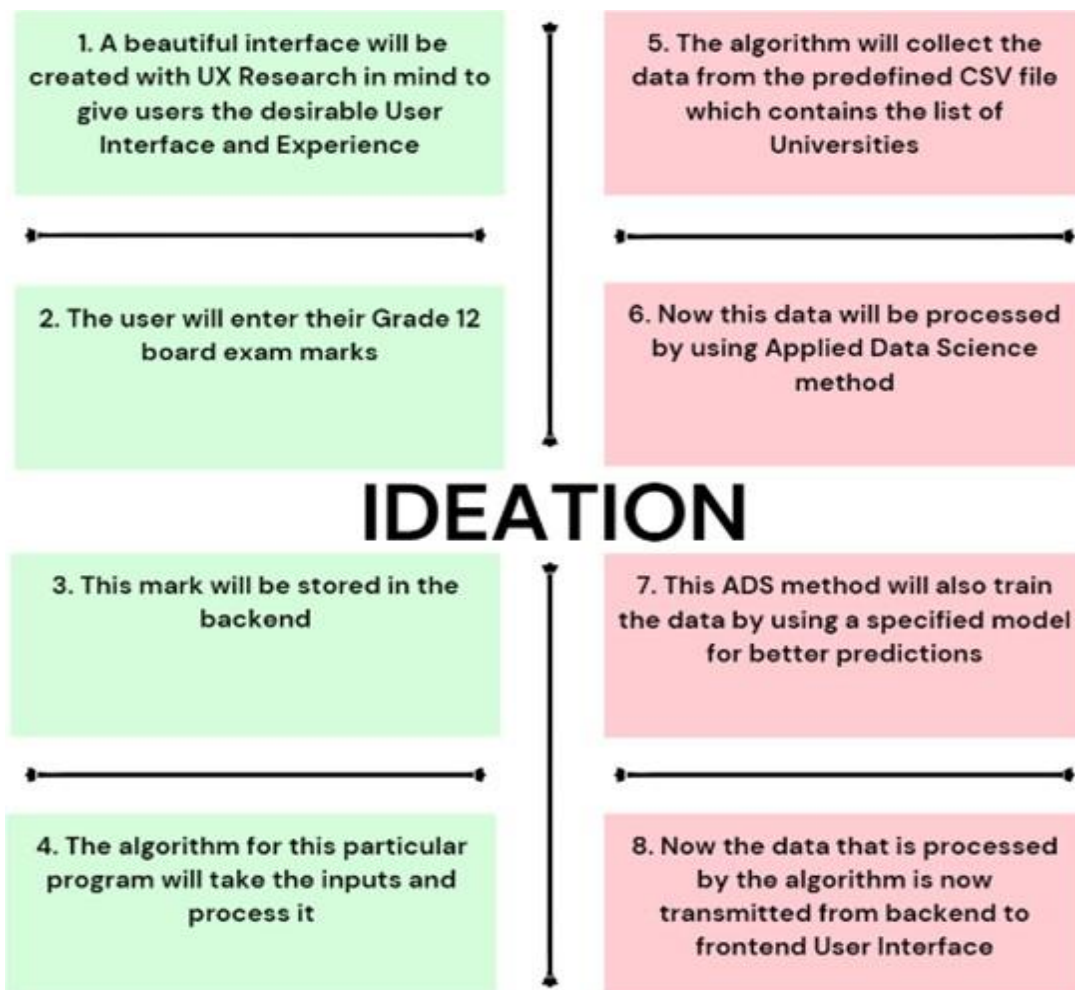 1. A beautiful interface will be
created with UX Research in mind to
give users the desirable User
Interface and Experience
2. The user will enter their Grade 12
board exam marks
IDEATION
3. This mark will be stored in the
backend
4. The algorithm for this particular
program will take the inputs and
process it
5. The algorithm will collect the
data from the predefined CSV file
which contains the list of
Universities
6. Now this data will be processed
by using Applied Data Science
method
7. This ADS method will also train
the data by using a specified model
for better predictions
8. Now the data that is processed
by the algorithm is now
transmitted from backend to
frontend User Interface